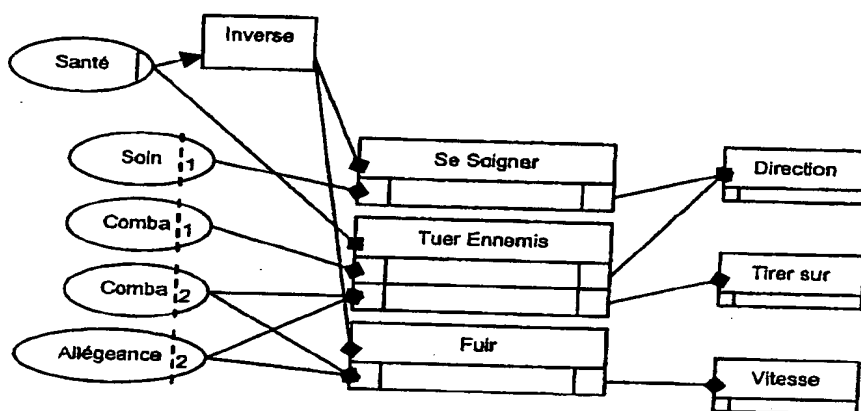 Inverse
Santé
Soin 1
Se Soigner
Direction
Comba 1
Tuer Ennemis
Comba 2
Tirer sur
Allégeance 2
Fuir
Vitesse